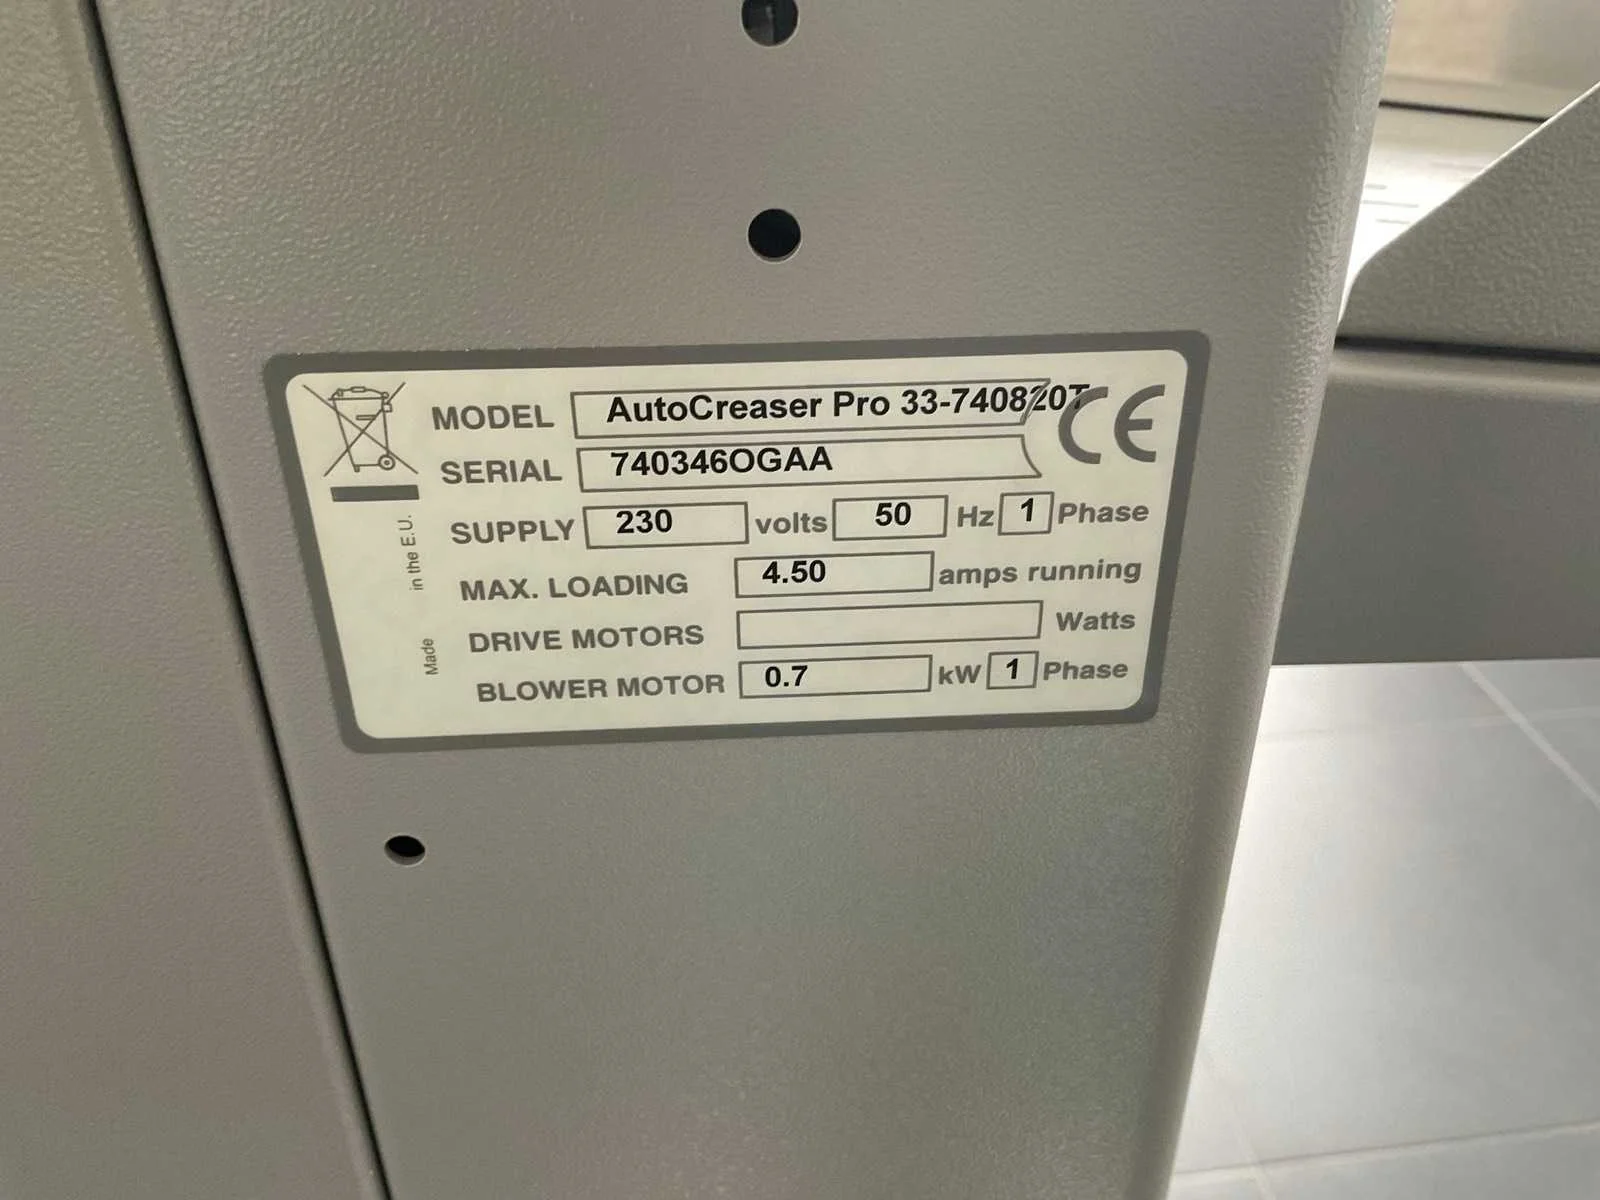 MODEL AutoCreaser Pro 33-740820T
SERIAL 740346OGAA
SUPPLY 230 volts 50 Hz 1 Phase
MAX. LOADING 4.50 amps running
DRIVE MOTORS Watts
BLOWER MOTOR 0.7 kW 1 Phase
Made in the E.U.
CE